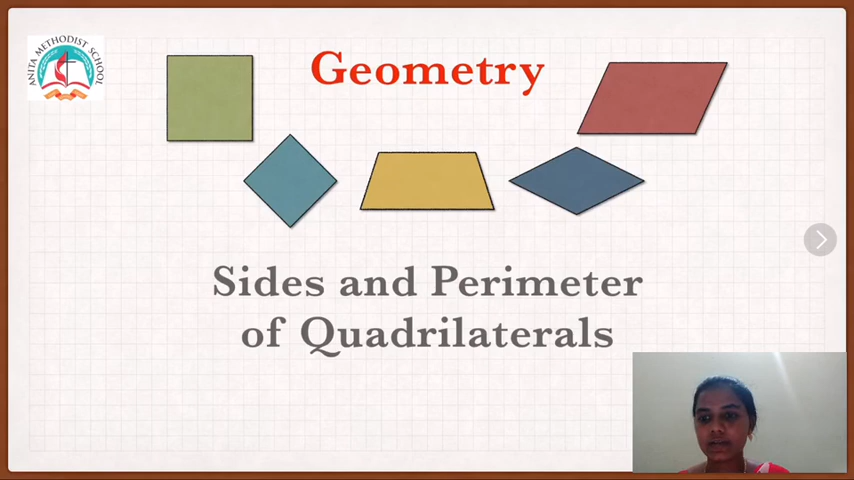 ANITA METHODIST SCHOOL
Geometry
Sides and Perimeter
of Quadrilaterals